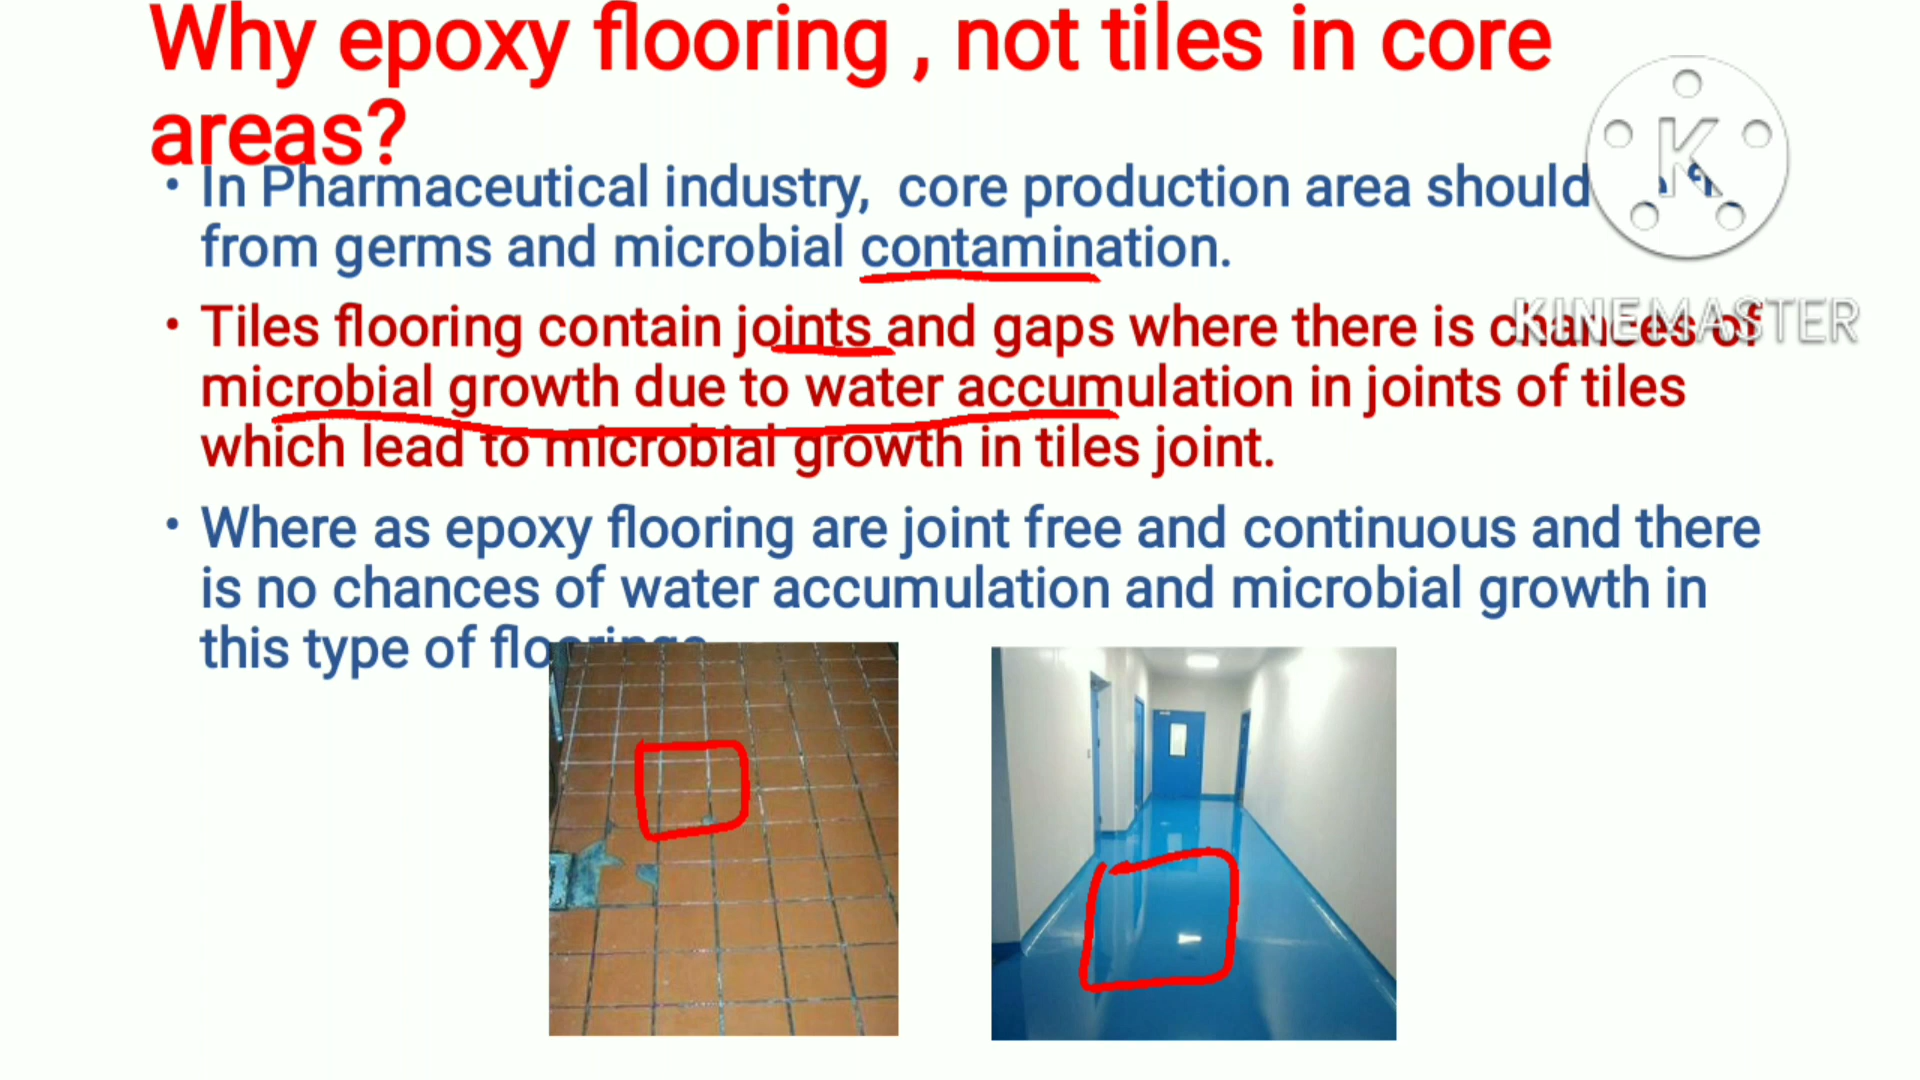 Why epoxy flooring , not tiles in core
areas?
• In Pharmaceutical industry, core production area should
from germs and microbial contamination.
• Tiles flooring contain joints and gaps where there is chances of
microbial growth due to water accumulation in joints of tiles
which lead to microbial growth in tiles joint.
• Where as epoxy flooring are joint free and continuous and there
is no chances of water accumulation and microbial growth in
this type of floorings
K
KINEMASTER